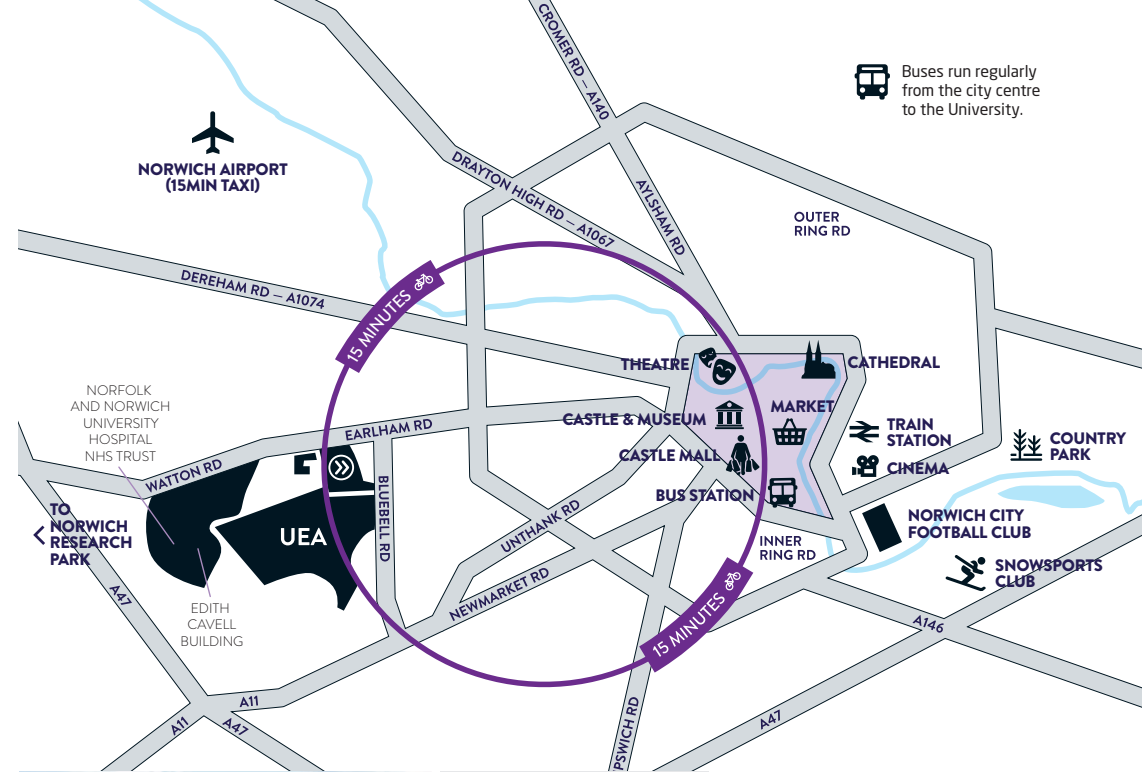 CROMER RD – A140
Buses run regularly
from the city centre
to the University.
NORWICH AIRPORT
(15MIN TAXI)
DRAYTON HIGH RD – A1067
AYLSHAM RD
OUTER
RING RD
DEREHAM RD – A1074
15 MINUTES
THEATRE
CATHEDRAL
NORFOLK
AND NORWICH
UNIVERSITY
HOSPITAL
NHS TRUST
CASTLE & MUSEUM
MARKET
EARLHAM RD
TRAIN
STATION
COUNTRY
PARK
CASTLE MALL
CINEMA
WATTON RD
BLUEBELL RD
BUS STATION
TO
NORWICH
RESEARCH
PARK
UEA
UNTHANK RD
INNER
RING RD
NORWICH CITY
FOOTBALL CLUB
SNOWSPORTS
CLUB
A47
NEWMARKET RD
15 MINUTES
EDITH
CAVELL
BUILDING
A146
A11
A11
A47
PSWICH RD
A47